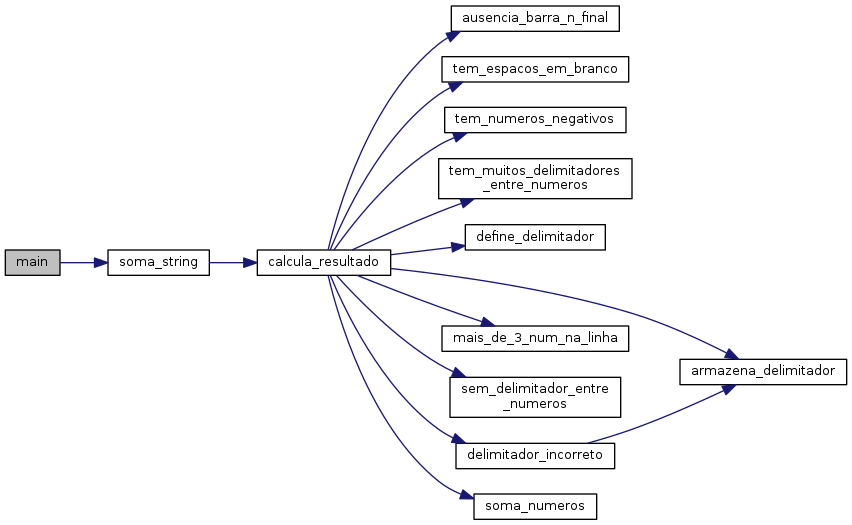 ausencia_barra_n_final
tem_espacos_em_branco
tem_numeros_negativos
tem_muitos_delimitadores
_entre_numeros
define_delimitador
main
soma_string
calcula_resultado
mais_de_3_num_na_linha
armazena_delimitador
sem_delimitador_entre
_numeros
delimitador_incorreto
soma_numeros